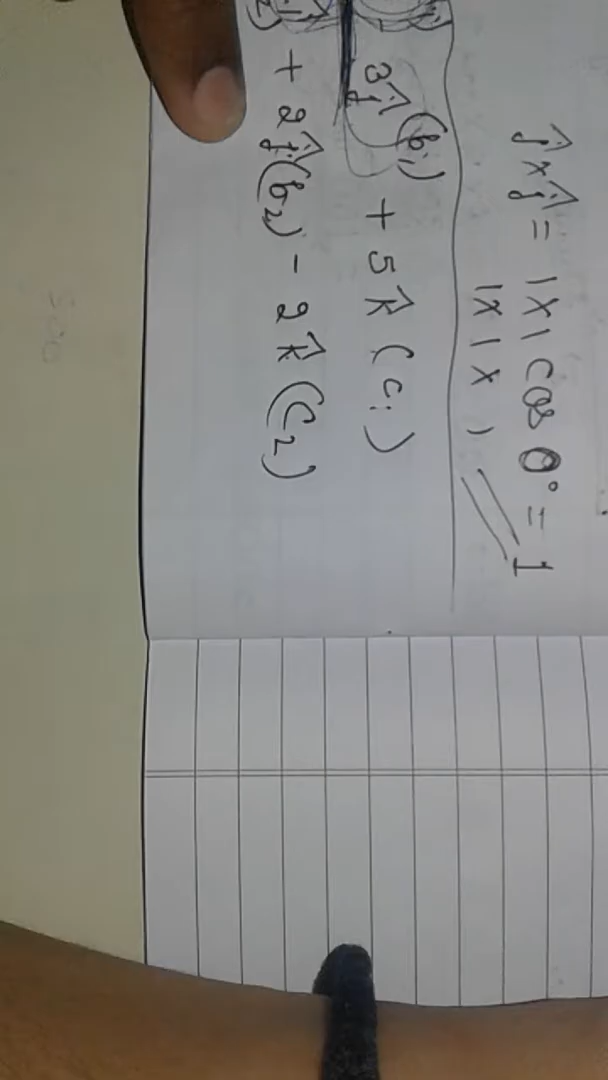 ĵ × ĵ = 1 × 1 cos 0° = 1
1 × 1 × 1
3ĵ (b₁) + 5k̂ (c₁)
+ 2ĵ (b₂) - 2k̂ (c₂)